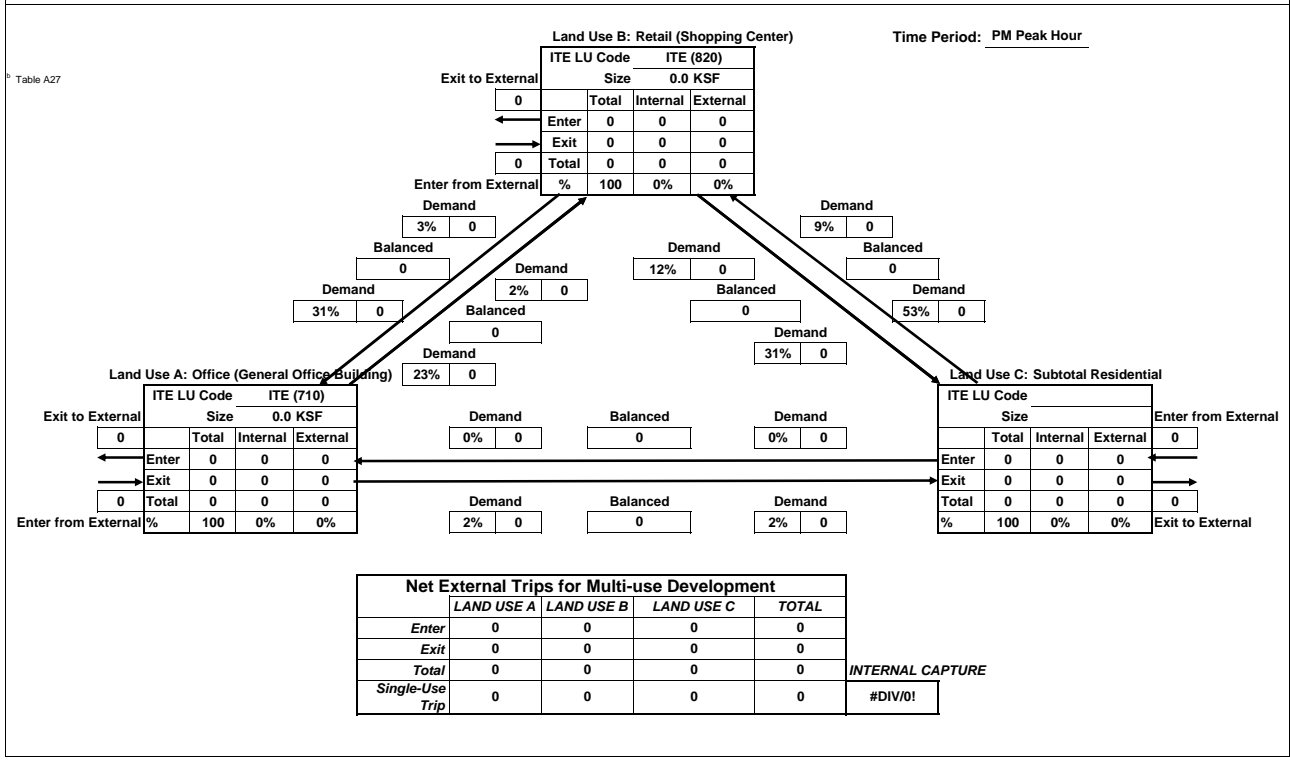 Land Use B: Retail (Shopping Center)
Time Period: PM Peak Hour
ITE LU Code ITE (820)
b Table A27
Exit to External Size 0.0 KSF
0 Total Internal External
Enter 0 0 0
Exit 0 0 0
0 Total 0 0 0
Enter from External % 100 0% 0%
Demand Demand
3% 0 9% 0
Balanced Demand Balanced
0 Demand 12% 0 0
Demand 2% 0 Balanced Demand
31% 0 Balanced 0 53% 0
0 Demand
Demand 31% 0
Land Use A: Office (General Office Building) 23% 0 Land Use C: Subtotal Residential
ITE LU Code ITE (710) ITE LU Code
Exit to External Size 0.0 KSF Demand Balanced Demand Size Enter from External
0 Total Internal External 0% 0 0 0% 0 Total Internal External 0
Enter 0 0 0 Enter 0 0 0
Exit 0 0 0 Exit 0 0 0
0 Total 0 0 0 Demand Balanced Demand Total 0 0 0 0
Enter from External % 100 0% 0% 2% 0 0 2% 0 % 100 0% 0% Exit to External
Net External Trips for Multi-use Development
LAND USE A LAND USE B LAND USE C TOTAL
Enter 0 0 0 0
Exit 0 0 0 0
Total 0 0 0 0 INTERNAL CAPTURE
Single-Use Trip 0 0 0 0 #DIV/0!